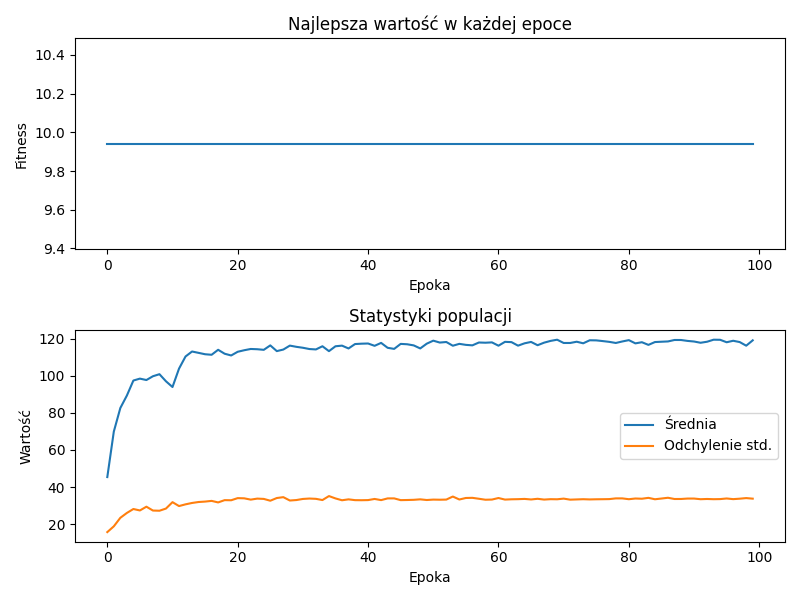 Najlepsza wartość w każdej epoce
10.4
10.2
10.0
9.8
9.6
9.4
Fitness
0 20 40 60 80 100
Epoka
Statystyki populacji
120
100
80
60
40
20
Wartość
Średnia
Odchylenie std.
0 20 40 60 80 100
Epoka